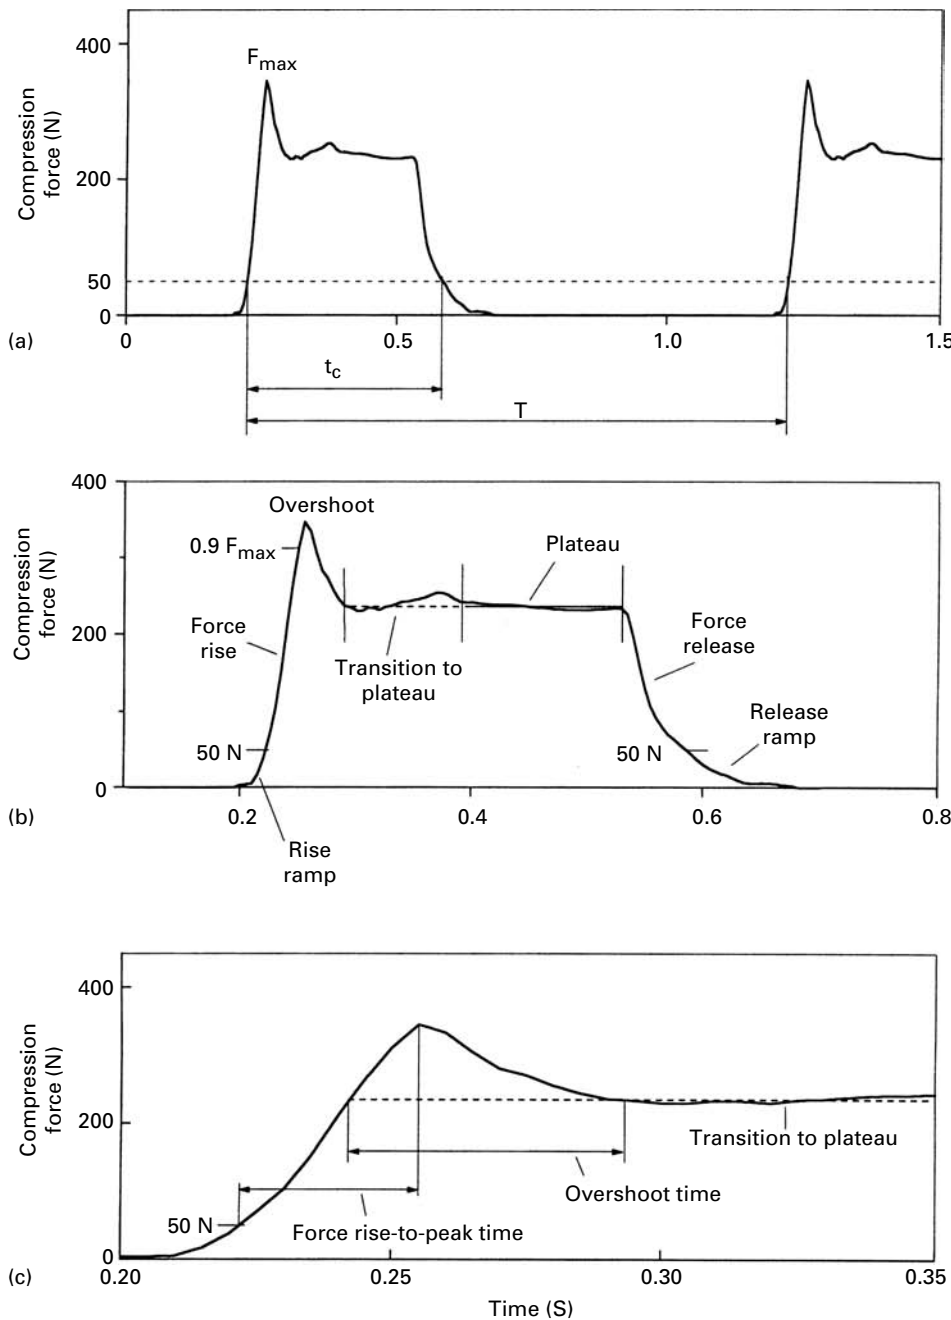 Compression
force (N)
400
200
50
0
F_max
(a)
0
0.5
1.0
1.5
t_c
T
Compression
force (N)
400
200
0
Overshoot
0.9 F_max
Plateau
Force
rise
Transition to
plateau
Force
release
50 N
50 N
Release
ramp
(b)
0.2
0.4
0.6
0.8
Rise
ramp
Compression
force (N)
400
200
0
Transition to plateau
Overshoot time
50 N
Force rise-to-peak time
(c)
0.20
0.25
0.30
0.35
Time (S)